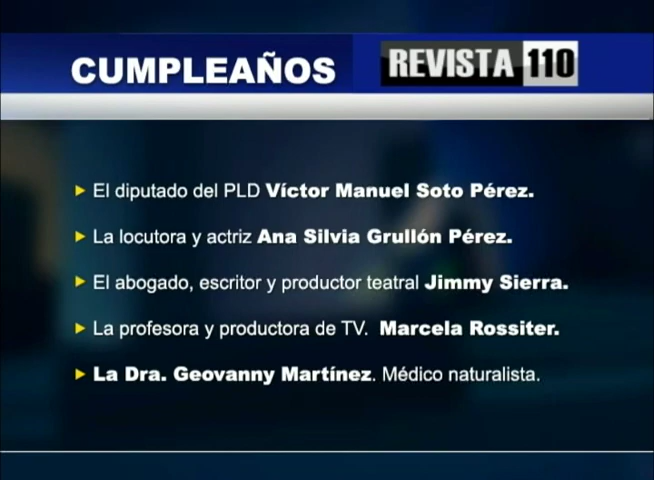 CUMPLEAÑOS
REVISTA 110
El diputado del PLD Víctor Manuel Soto Pérez.
La locutora y actriz Ana Silvia Grullón Pérez.
El abogado, escritor y productor teatral Jimmy Sierra.
La profesora y productora de TV. Marcela Rossiter.
La Dra. Geovanny Martínez. Médico naturalista.